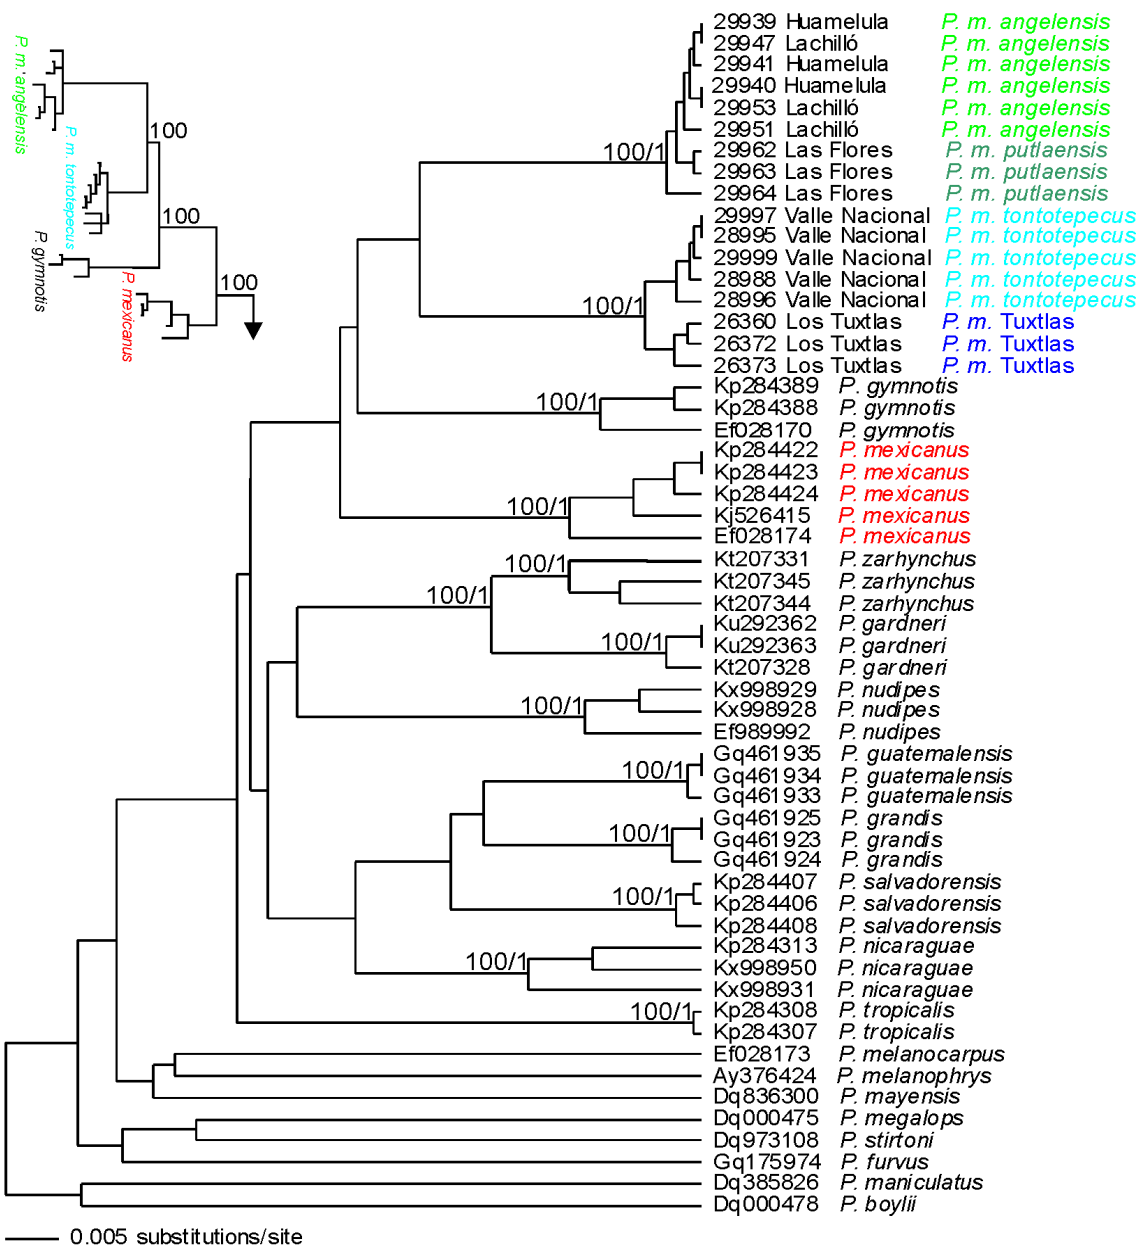 29939 Huamelula P. m. angelensis
29947 Lachilló P. m. angelensis
29941 Huamelula P. m. angelensis
29940 Huamelula P. m. angelensis
29953 Lachilló P. m. angelensis
29951 Lachilló P. m. angelensis
100/1
29962 Las Flores P. m. putlaensis
29963 Las Flores P. m. putlaensis
29964 Las Flores P. m. putlaensis
29997 Valle Nacional P. m. tontotepecus
28995 Valle Nacional P. m. tontotepecus
29999 Valle Nacional P. m. tontotepecus
28988 Valle Nacional P. m. tontotepecus
28996 Valle Nacional P. m. tontotepecus
100/1
26360 Los Tuxtlas P. m. Tuxtlas
26372 Los Tuxtlas P. m. Tuxtlas
26373 Los Tuxtlas P. m. Tuxtlas
Kp284389 P. gymnotis
100/1
Kp284388 P. gymnotis
Ef028170 P. gymnotis
Kp284422 P. mexicanus
Kp284423 P. mexicanus
Kp284424 P. mexicanus
100/1
Kj526415 P. mexicanus
Ef028174 P. mexicanus
Kt207331 P. zarhynchus
100/1
Kt207345 P. zarhynchus
100/1
Kt207344 P. zarhynchus
Ku292362 P. gardneri
100/1
Ku292363 P. gardneri
Kt207328 P. gardneri
Kx998929 P. nudipes
100/1
Kx998928 P. nudipes
Ef989992 P. nudipes
Gq461935 P. guatemalensis
100/1
Gq461934 P. guatemalensis
Gq461933 P. guatemalensis
Gq461925 P. grandis
100/1
Gq461923 P. grandis
Gq461924 P. grandis
Kp284407 P. salvadorensis
100/1
Kp284406 P. salvadorensis
Kp284408 P. salvadorensis
Kp284313 P. nicaraguae
100/1
Kx998950 P. nicaraguae
Kx998931 P. nicaraguae
100/1
Kp284308 P. tropicalis
Kp284307 P. tropicalis
Ef028173 P. melanocarpus
Ay376424 P. melanophrys
Dq836300 P. mayensis
Dq000475 P. megalops
Dq973108 P. stirtoni
Gq175974 P. furvus
Dq385826 P. maniculatus
Dq000478 P. boylii
0.005 substitutions/site
P. m. angelensis
100
P. m. tontotepecus
100
P. gymnotis
100
P. mexicanus